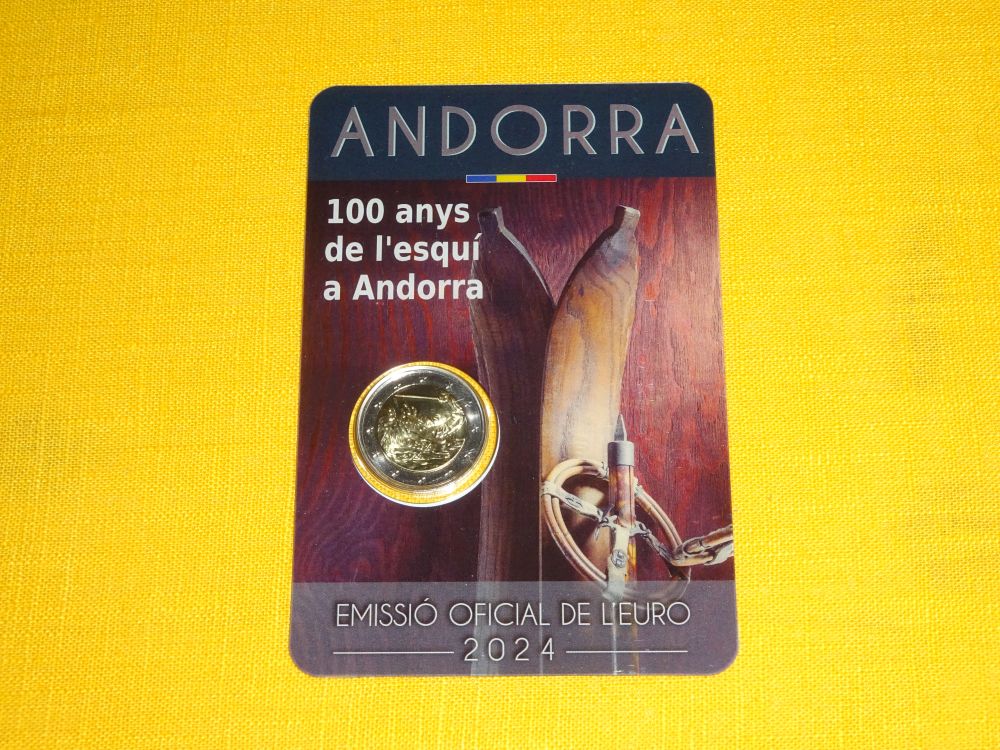 ANDORRA
100 anys
de l'esquí
a Andorra
EMISSIÓ OFICIAL DE L'EURO
2024